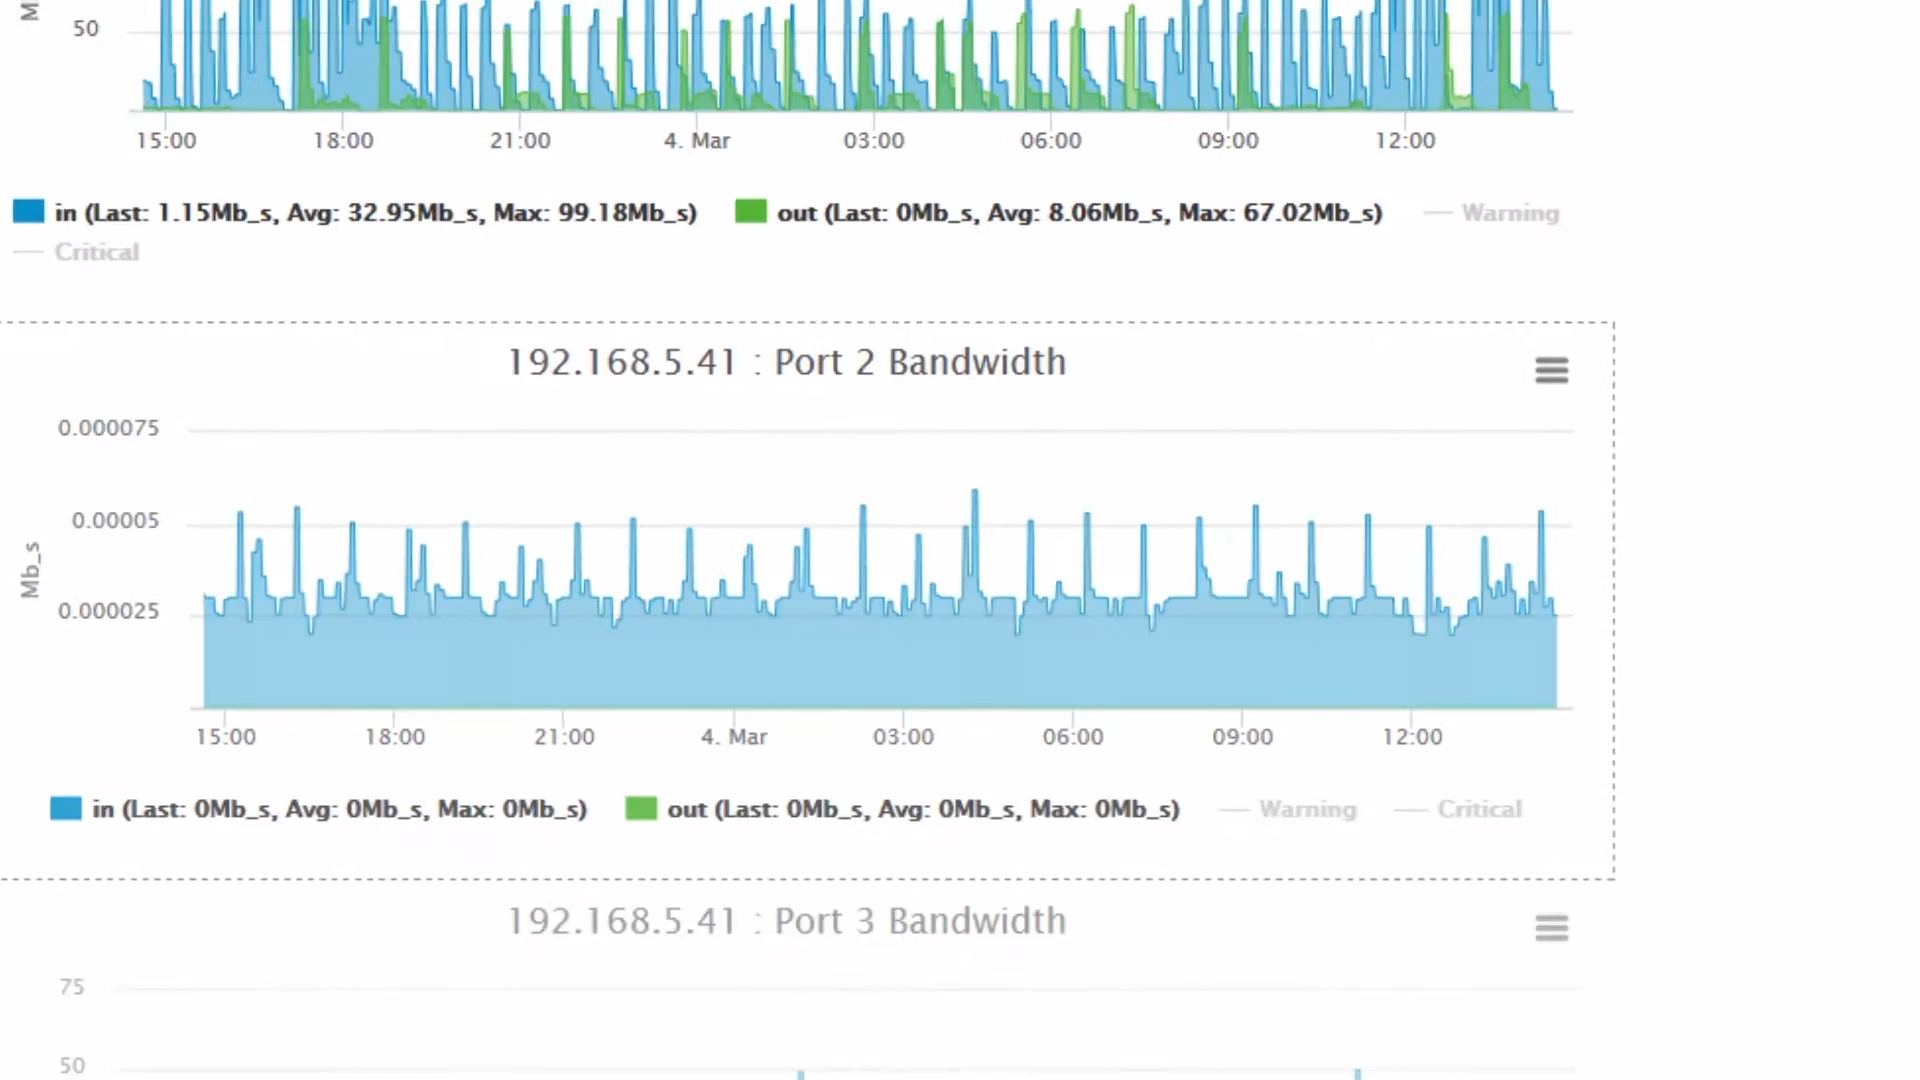 M
50
15:00 18:00 21:00 4. Mar 03:00 06:00 09:00 12:00
in (Last: 1.15Mb_s, Avg: 32.95Mb_s, Max: 99.18Mb_s) out (Last: 0Mb_s, Avg: 8.06Mb_s, Max: 67.02Mb_s) Warning
Critical
192.168.5.41 : Port 2 Bandwidth
0.000075
0.00005
Mb_s
0.000025
15:00 18:00 21:00 4. Mar 03:00 06:00 09:00 12:00
in (Last: 0Mb_s, Avg: 0Mb_s, Max: 0Mb_s) out (Last: 0Mb_s, Avg: 0Mb_s, Max: 0Mb_s) Warning Critical
192.168.5.41 : Port 3 Bandwidth
75
50